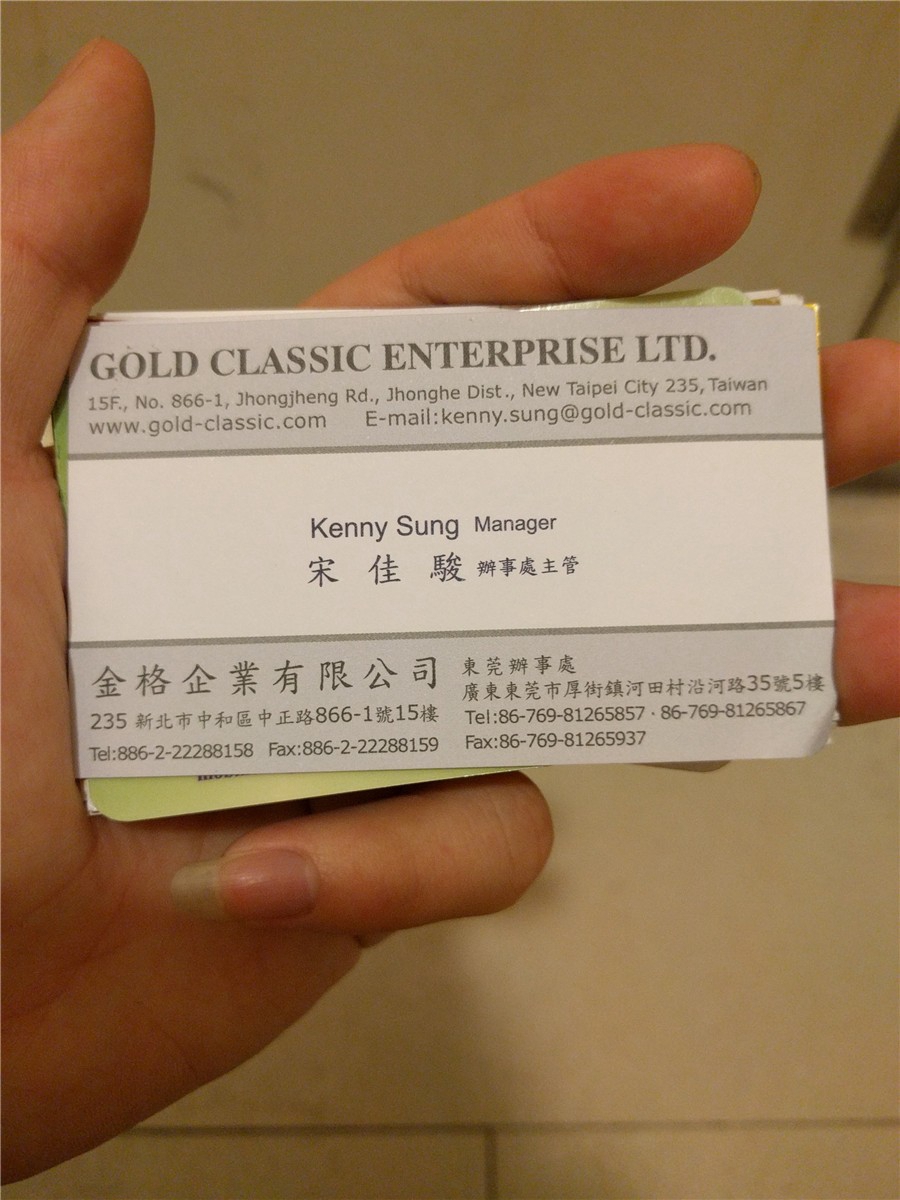 GOLD CLASSIC ENTERPRISE LTD.
15F., No. 866-1, Jhongjheng Rd., Jhonghe Dist., New Taipei City 235, Taiwan
www.gold-classic.com E-mail:kenny.sung@gold-classic.com
Kenny Sung Manager
宋佳駿 辦事處主管
金格企業有限公司
235 新北市中和區中正路866-1號15樓
Tel:886-2-22288158 Fax:886-2-22288159
東莞辦事處
廣東東莞市厚街鎮河田村沿河路35號5樓
Tel:86-769-81265857 · 86-769-81265867
Fax:86-769-81265937